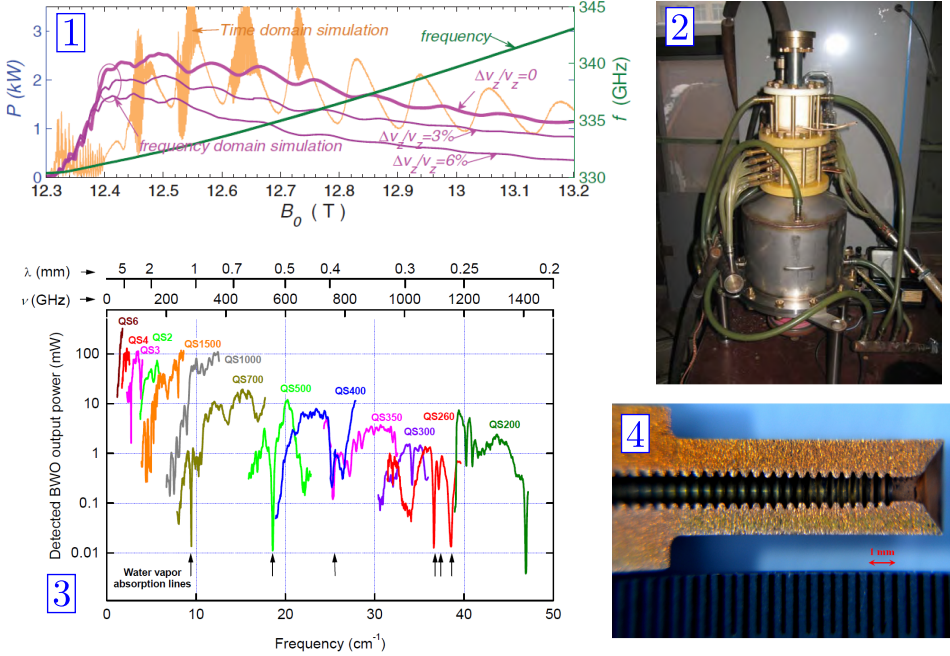 1
3
2
1
0
P (kW)
Time domain simulation
frequency
Δv_z/v_z=0
Δv_z/v_z=3%
Δv_z/v_z=6%
frequency domain simulation
345
340
335
330
f (GHz)
12.3 12.4 12.5 12.6 12.7 12.8 12.9 13 13.1 13.2
B_0 (T)
2
λ (mm) 5 2 1 0.7 0.5 0.4 0.3 0.25 0.2
ν (GHz) 0 200 400 600 800 1000 1200 1400
QS6
QS4
QS3
QS2
QS1500
QS1000
QS700
QS500
QS400
QS350
QS300
QS260
QS200
100
10
1
0.1
0.01
Detected BWO output power (mW)
Water vapor
absorption lines
3
0 10 20 30 40 50
Frequency (cm⁻¹)
4
1 mm